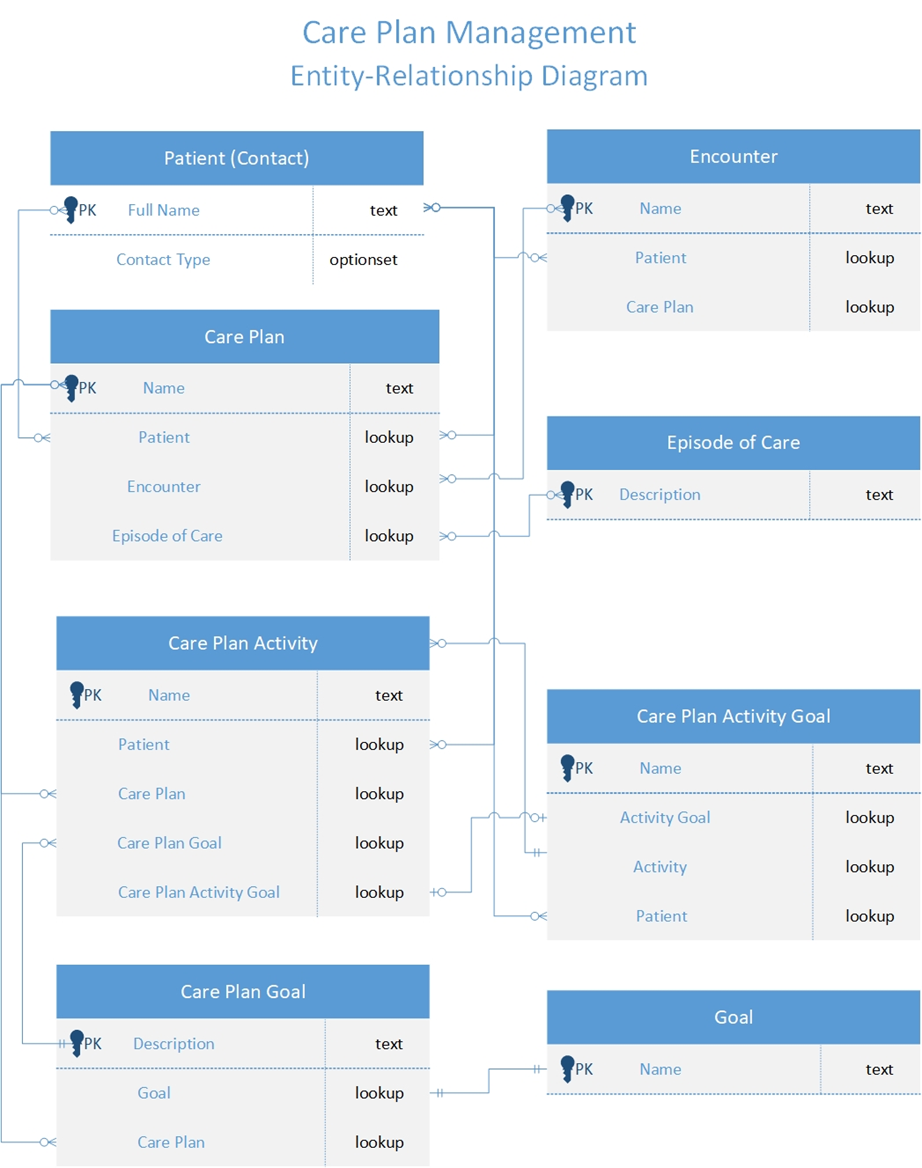 Care Plan Management
Entity-Relationship Diagram
Patient (Contact)
PK Full Name text
Contact Type optionset
Encounter
PK Name text
Patient lookup
Care Plan lookup
Care Plan
PK Name text
Patient lookup
Encounter lookup
Episode of Care lookup
Episode of Care
PK Description text
Care Plan Activity
PK Name text
Patient lookup
Care Plan lookup
Care Plan Goal lookup
Care Plan Activity Goal lookup
Care Plan Activity Goal
PK Name text
Activity Goal lookup
Activity lookup
Patient lookup
Care Plan Goal
PK Description text
Goal lookup
Care Plan lookup
Goal
PK Name text